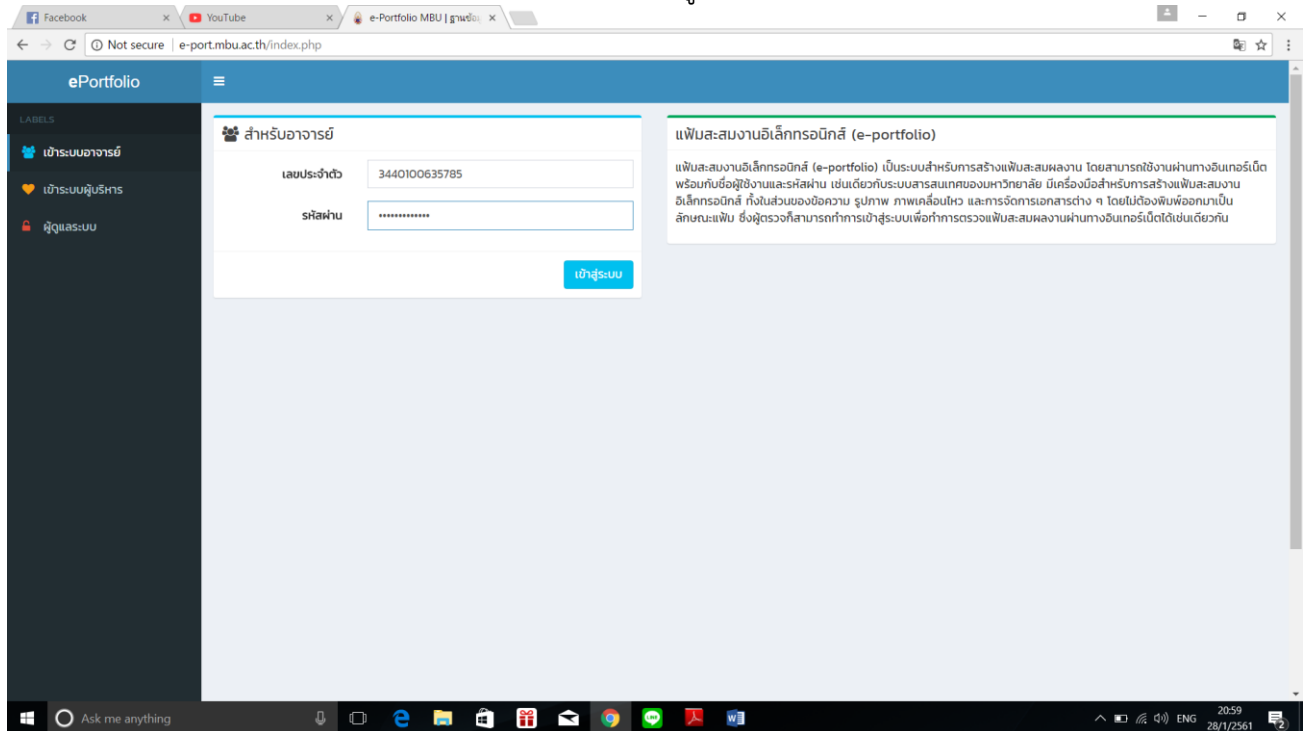 Facebook
YouTube
e-Portfolio MBU | ฐานข้อมู
Not secure | e-port.mbu.ac.th/index.php
ePortfolio
LABELS
เข้าระบบอาจารย์
เข้าระบบผู้บริหาร
ผู้ดูแลระบบ
สำหรับอาจารย์
เลขประจำตัว 3440100635785
รหัสผ่าน •••••••••••••
เข้าสู่ระบบ
แฟ้มสะสมงานอิเล็กทรอนิกส์ (e-portfolio)
แฟ้มสะสมงานอิเล็กทรอนิกส์ (e-portfolio) เป็นระบบสำหรับการสร้างแฟ้มสะสมผลงาน โดยสามารถใช้งานผ่านทางอินเทอร์เน็ต
พร้อมกับชื่อผู้ใช้งานและรหัสผ่าน เช่นเดียวกับระบบสารสนเทศของมหาวิทยาลัย มีเครื่องมือสำหรับการสร้างแฟ้มสะสมงาน
อิเล็กทรอนิกส์ ทั้งในส่วนของข้อความ รูปภาพ ภาพเคลื่อนไหว และการจัดการเอกสารต่าง ๆ โดยไม่ต้องพิมพ์ออกมาเป็น
ลักษณะแฟ้ม ซึ่งผู้ตรวจก็สามารถทำการเข้าสู่ระบบเพื่อทำการตรวจแฟ้มสะสมผลงานผ่านทางอินเทอร์เน็ตได้เช่นเดียวกัน
Ask me anything
ENG
20:59
28/1/2561